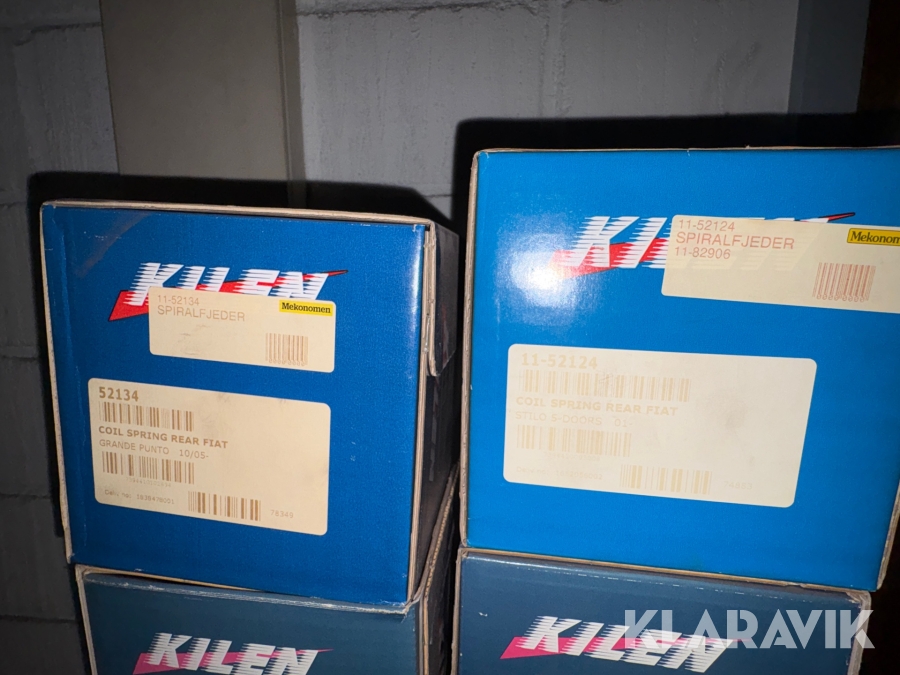 KILEN
11-52134
SPIRALFJEDER
Mekonomen
52134
COIL SPRING REAR FIAT
GRANDE PUNTO 10/05-
76348
KILEN
11-52124
SPIRALFJEDER
11-82906
Mekonomen
11-52124
COIL SPRING REAR FIAT
STILO 5-DOORS 01-
KILEN
KILEN
KLARAVIK